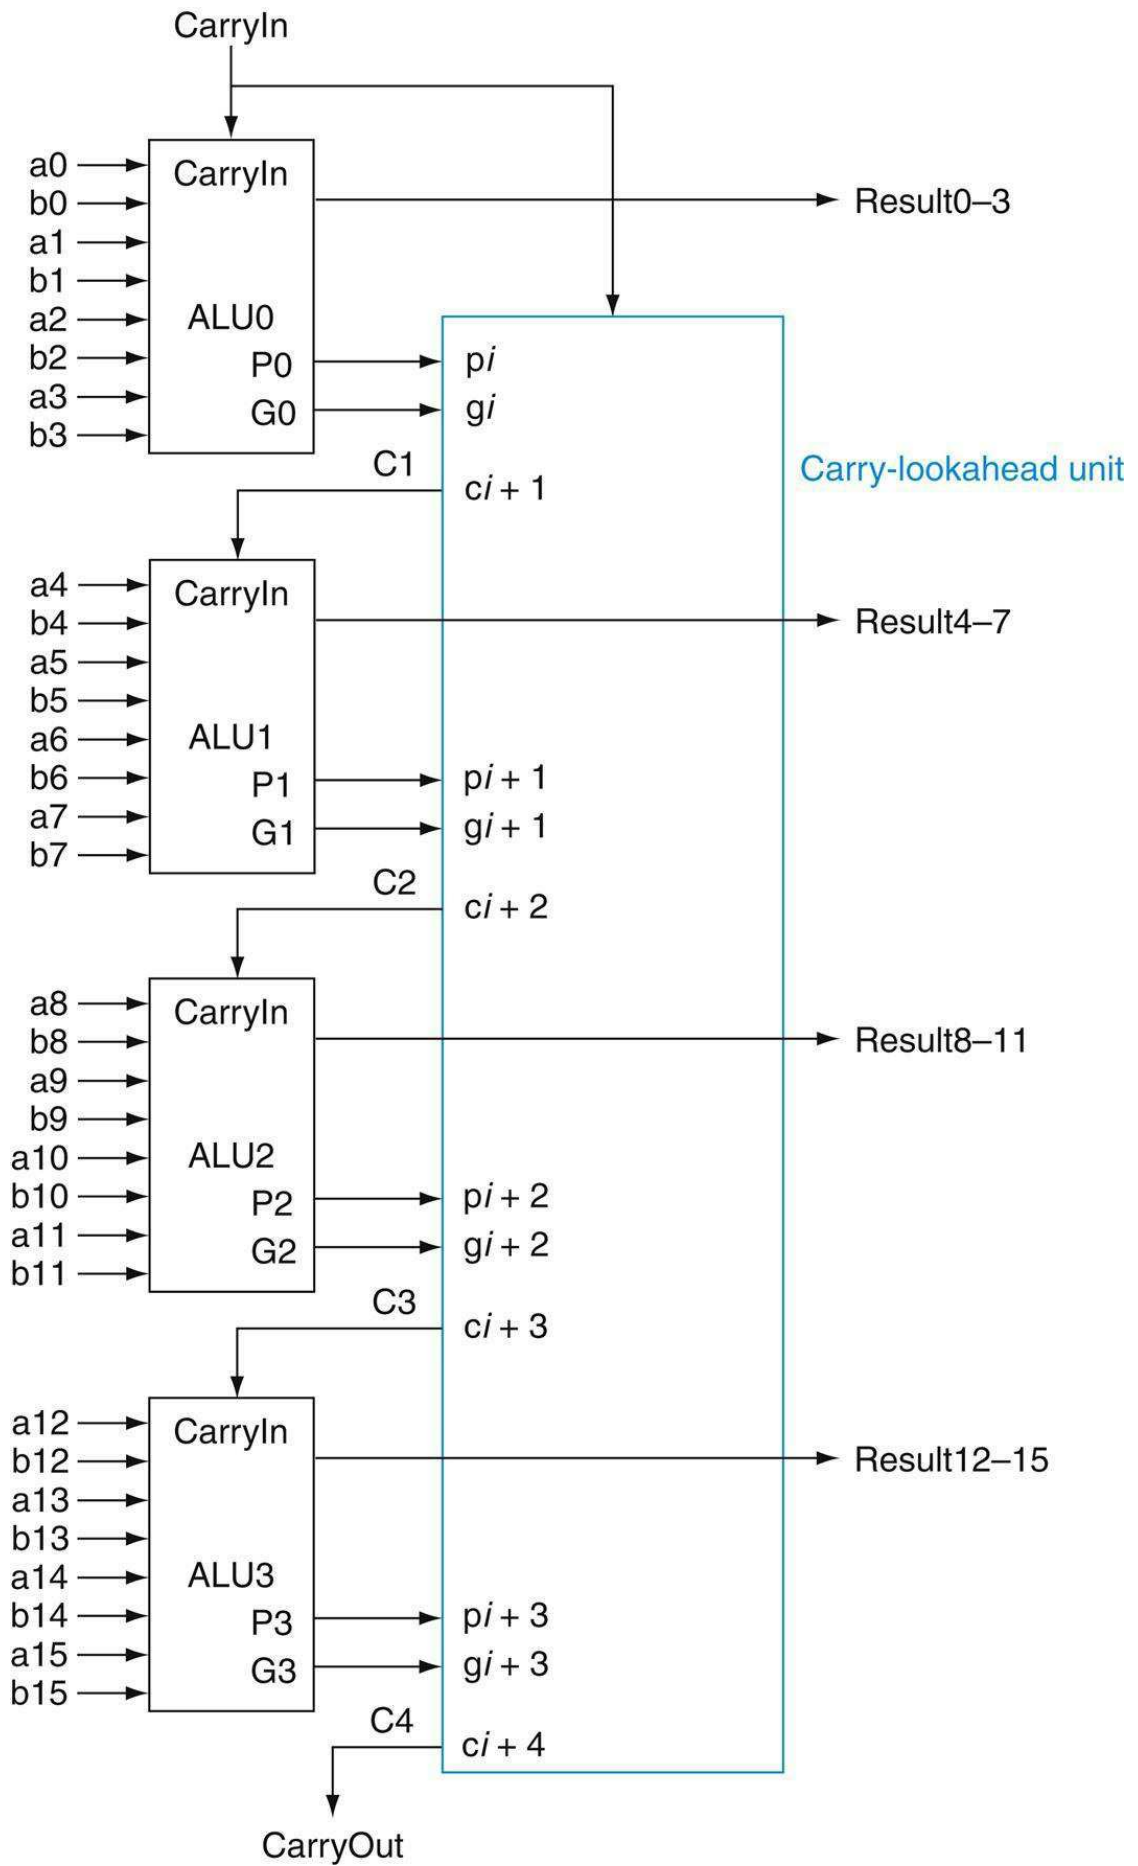 CarryIn
a0
b0
a1
b1
a2
b2
a3
b3
CarryIn
ALU0
P0
G0
Result0–3
pi
gi
C1
ci + 1
Carry-lookahead unit
a4
b4
a5
b5
a6
b6
a7
b7
CarryIn
ALU1
P1
G1
Result4–7
pi + 1
gi + 1
C2
ci + 2
a8
b8
a9
b9
a10
b10
a11
b11
CarryIn
ALU2
P2
G2
Result8–11
pi + 2
gi + 2
C3
ci + 3
a12
b12
a13
b13
a14
b14
a15
b15
CarryIn
ALU3
P3
G3
Result12–15
pi + 3
gi + 3
C4
ci + 4
CarryOut